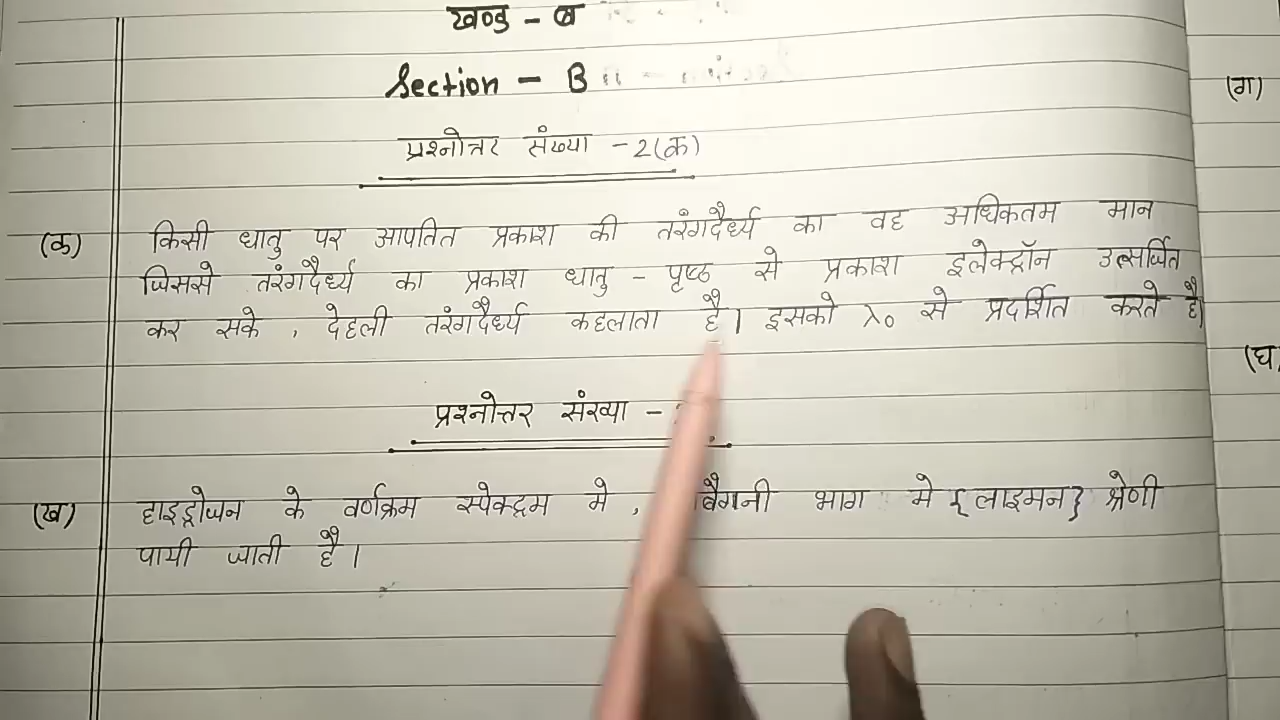 खण्ड - ब
Section - B
प्रश्नोत्तर संख्या - 2(क)
(क) किसी धातु पर आपतित प्रकाश की तरंगदैर्ध्य का वह अधिकतम मान
जिससे तरंगदैर्ध्य का प्रकाश धातु - पृष्ठ से प्रकाश इलेक्ट्रॉन उत्सर्जित
कर सके , देहली तरंगदैर्ध्य कहलाता है। इसको λ₀ से प्रदर्शित करते है।
प्रश्नोत्तर संख्या -
(ख) हाइड्रोजन के वर्णक्रम स्पेक्ट्रम मे , बैगनी भाग मे {लाइमन} श्रेणी
पायी जाती है।
(ग)
(घ)